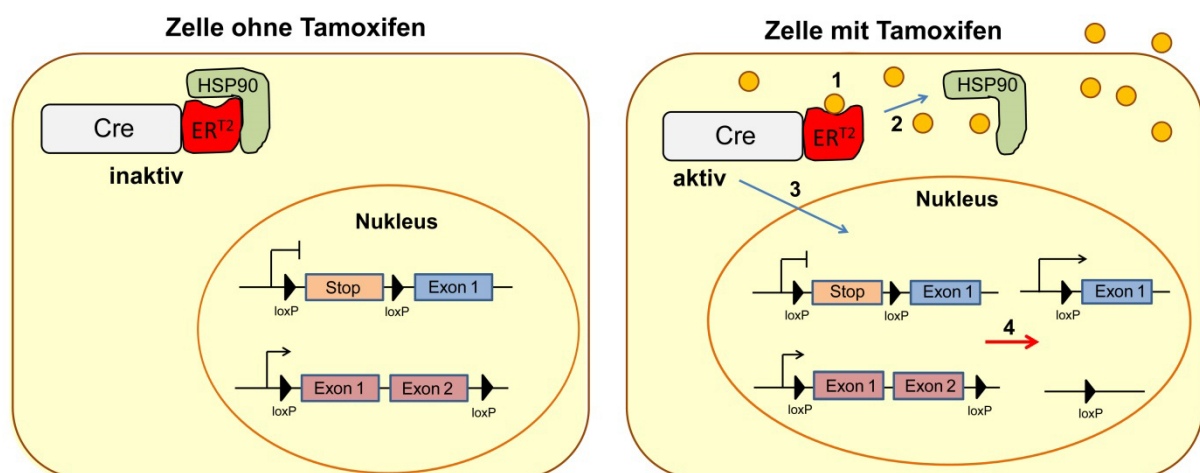 Zelle ohne Tamoxifen
HSP90
Cre
ER^T2
inaktiv
Nukleus
Stop
Exon 1
loxP
loxP
Exon 1
Exon 2
loxP
loxP
Zelle mit Tamoxifen
1
HSP90
2
Cre
ER^T2
aktiv
3
Nukleus
Stop
Exon 1
Exon 1
loxP
loxP
loxP
4
Exon 1
Exon 2
loxP
loxP
loxP